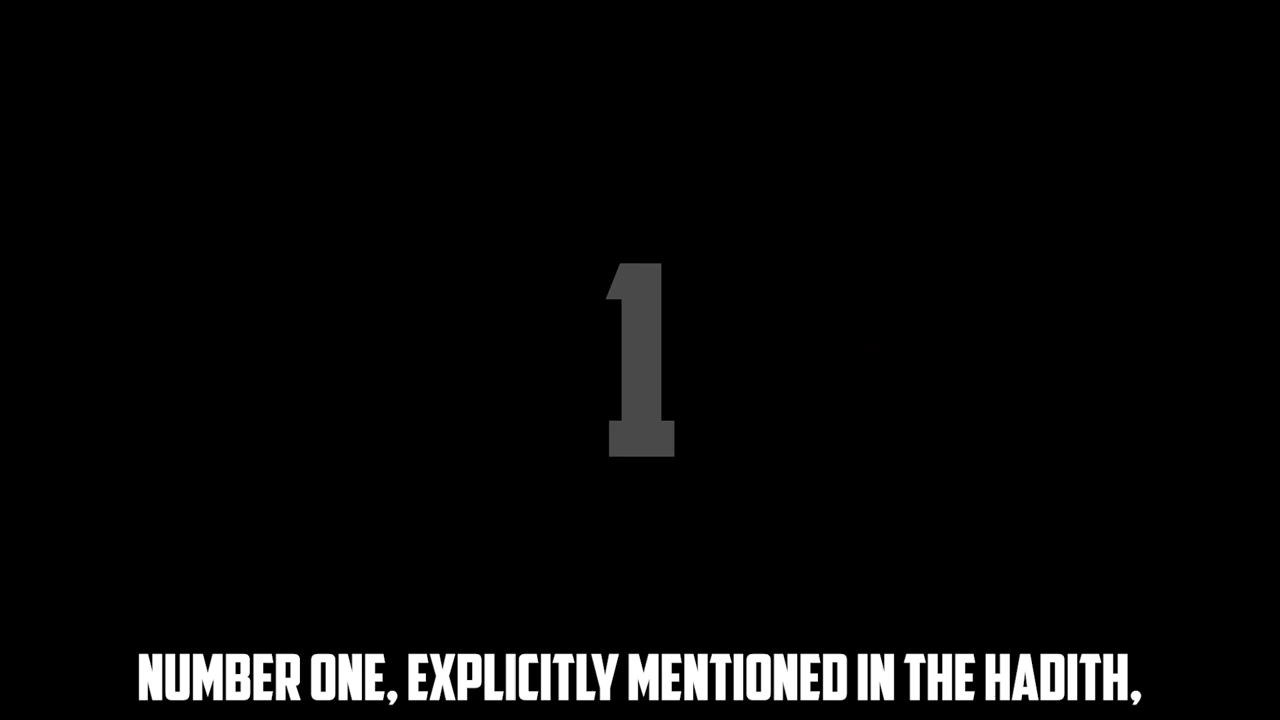 1
NUMBER ONE, EXPLICITLY MENTIONED IN THE HADITH,